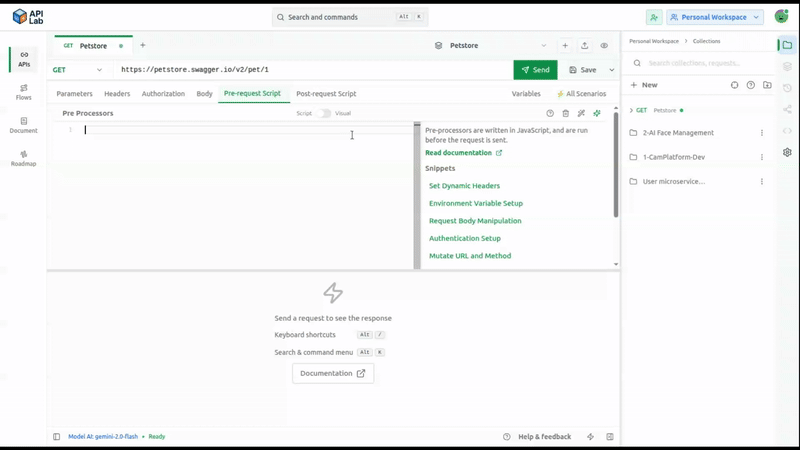 API Lab
Search and commands
Alt K
Personal Workspace
APIs
Flows
Document
Roadmap
GET Petstore
Petstore
GET
https://petstore.swagger.io/v2/pet/1
Send
Save
Parameters Headers Authorization Body Pre-request Script Post-request Script Variables All Scenarios
Pre Processors
Script Visual
1
Pre-processors are written in JavaScript, and are run
before the request is sent.
Read documentation
Snippets
Set Dynamic Headers
Environment Variable Setup
Request Body Manipulation
Authentication Setup
Mutate URL and Method
Send a request to see the response
Keyboard shortcuts Alt /
Search & command menu Alt K
Documentation
Personal Workspace > Collections
Search collections, requests...
New
GET Petstore
2-AI Face Management
1-CamPlatform-Dev
User microservice...
Model AI: gemini-2.0-flash • Ready
Help & feedback